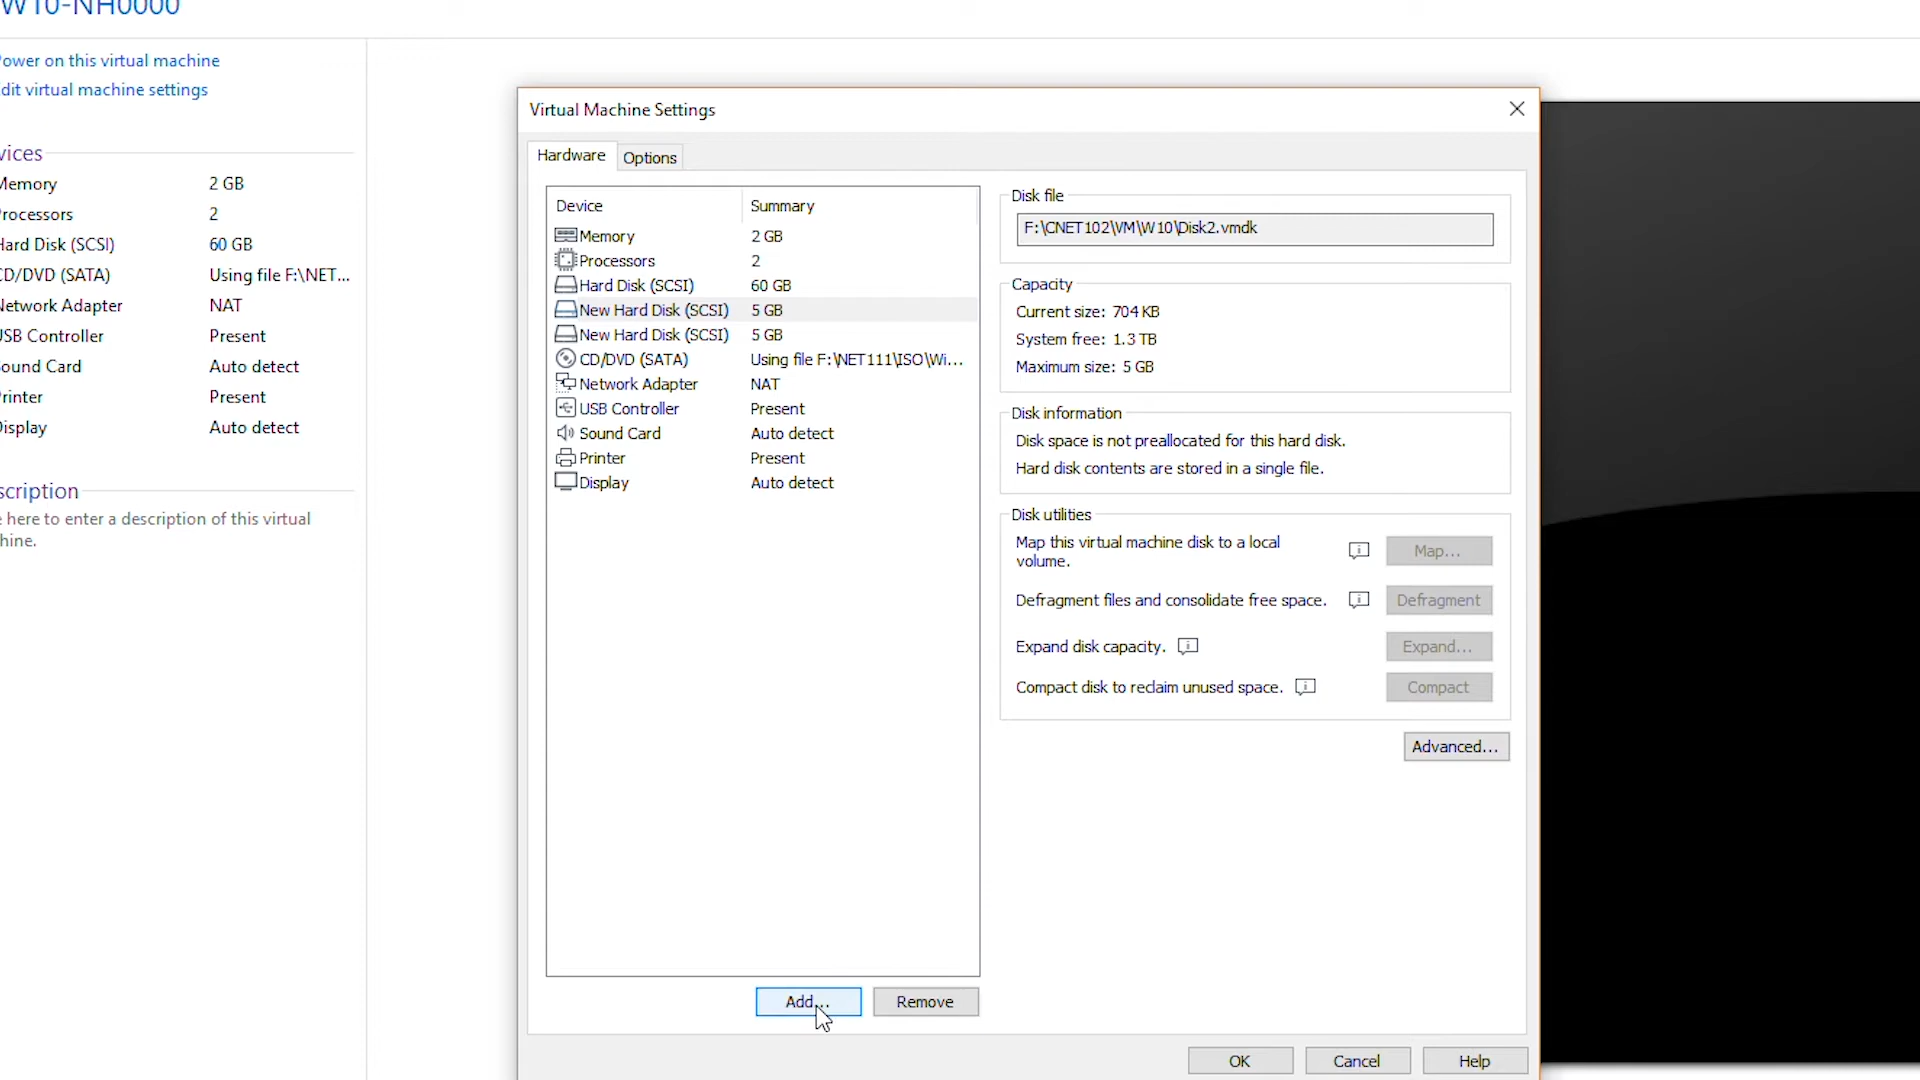 W10-NH0000
ower on this virtual machine
dit virtual machine settings
vices
Memory 2 GB
rocessors 2
Hard Disk (SCSI) 60 GB
CD/DVD (SATA) Using file F:\NET...
Network Adapter NAT
USB Controller Present
ound Card Auto detect
rinter Present
isplay Auto detect
scription
e here to enter a description of this virtual
hine.
Virtual Machine Settings
Hardware
Options
Device Summary
Memory 2 GB
Processors 2
Hard Disk (SCSI) 60 GB
New Hard Disk (SCSI) 5 GB
New Hard Disk (SCSI) 5 GB
CD/DVD (SATA) Using file F:\NET111\ISO\Wi...
Network Adapter NAT
USB Controller Present
Sound Card Auto detect
Printer Present
Display Auto detect
Add...
Remove
Disk file
F:\CNET102\VM\W10\Disk2.vmdk
Capacity
Current size: 704 KB
System free: 1.3 TB
Maximum size: 5 GB
Disk information
Disk space is not preallocated for this hard disk.
Hard disk contents are stored in a single file.
Disk utilities
Map this virtual machine disk to a local
volume.
Map...
Defragment files and consolidate free space.
Defragment
Expand disk capacity.
Expand...
Compact disk to reclaim unused space.
Compact
Advanced...
OK
Cancel
Help